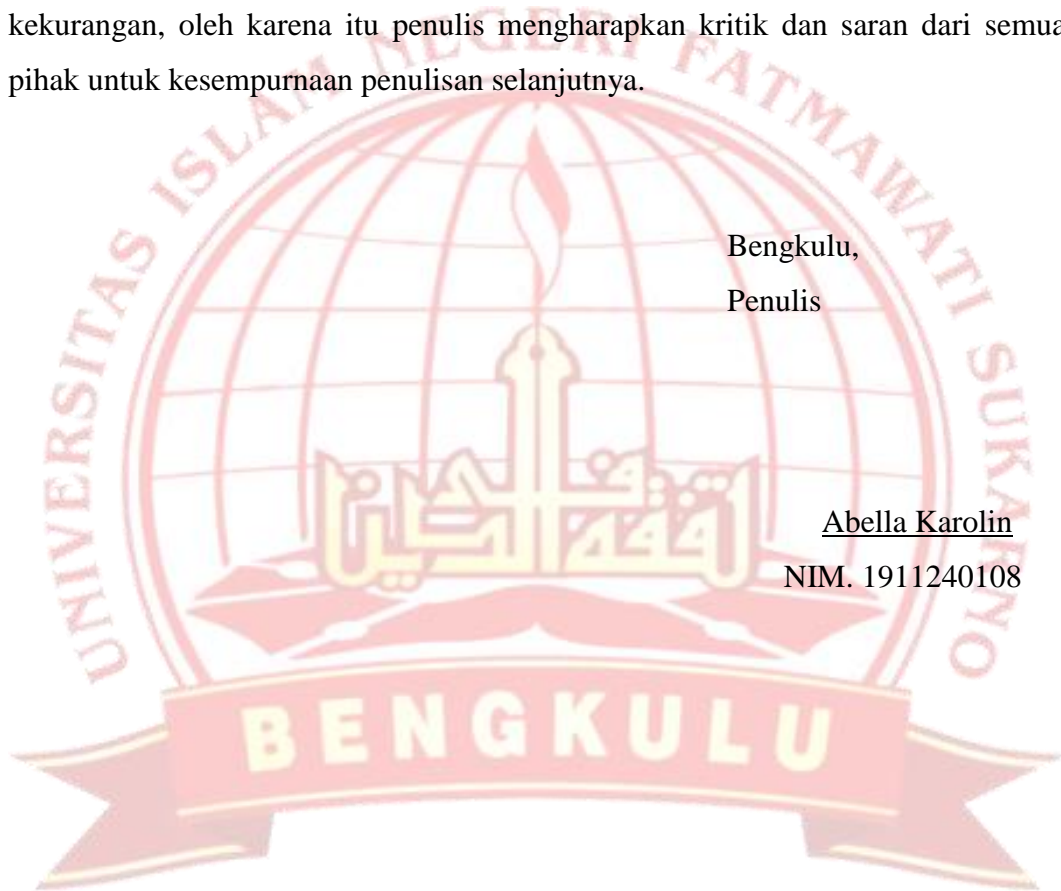 kekurangan, oleh karena itu penulis mengharapkan kritik dan saran dari semua
pihak untuk kesempurnaan penulisan selanjutnya.
UNIVERSITAS ISLAM NEGERI FATMAWATI SUKARNO
Bengkulu,
Penulis
Abella Karolin
NIM. 1911240108
BENGKULU